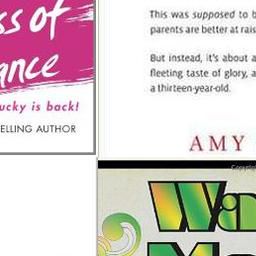 ss of
ance
ucky is back!
ELLING AUTHOR
This was supposed to b
parents are better at rais
But instead, it's about a
fleeting taste of glory, a
a thirteen-year-old.
AMY
Copyright
Wa